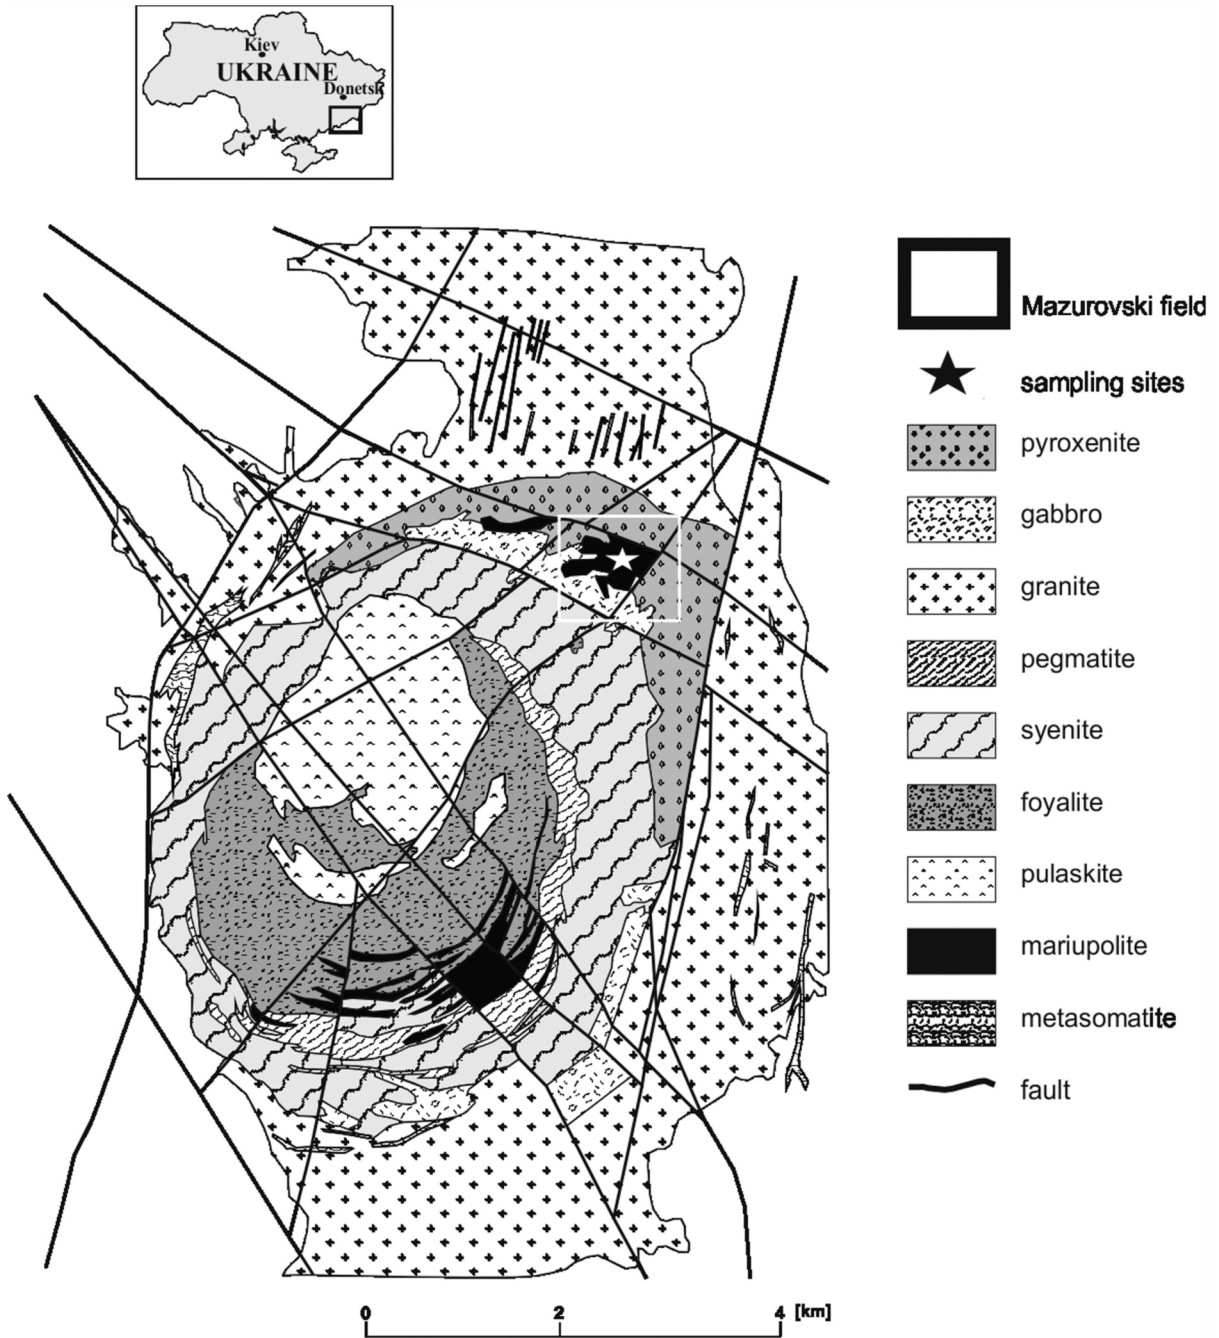 Kiev
UKRAINE
Donetsk
Mazurovski field
sampling sites
pyroxenite
gabbro
granite
pegmatite
syenite
foyalite
pulaskite
mariupolite
metasomatite
fault
0 2 4 [km]